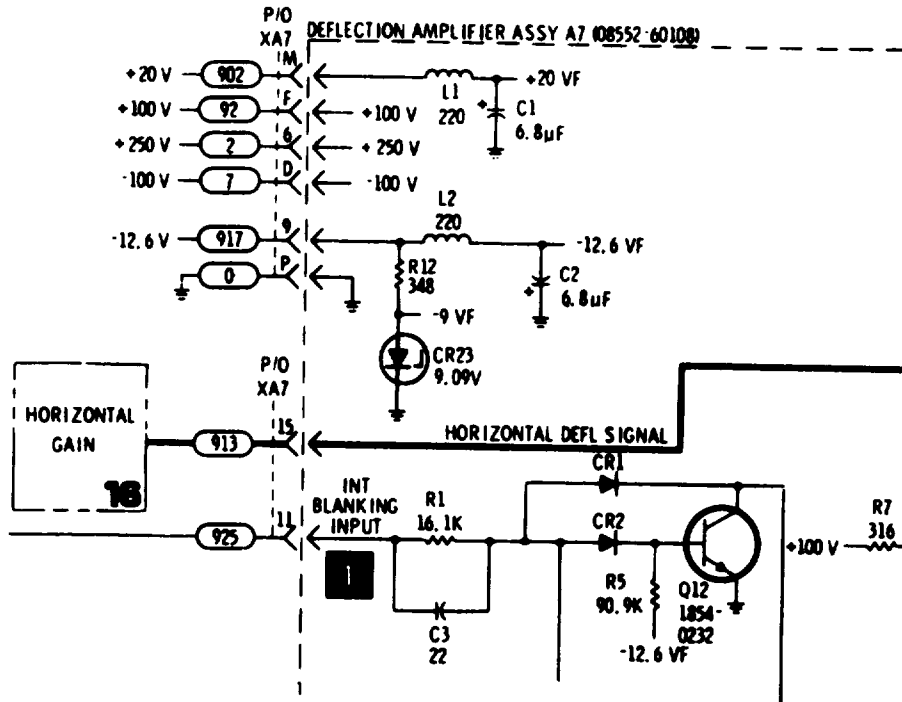 P/O
XA7
DEFLECTION AMPLIFIER ASSY A7 (08552-60108)
M
+20 V
902
+20 VF
L1
220
C1
6.8µF
+
F
+100 V
92
+100 V
6
+250 V
2
+250 V
D
-100 V
7
-100 V
L2
220
9
-12.6 V
917
-12.6 VF
P
0
R12
348
C2
6.8µF
+
-9 VF
CR23
9.09V
P/O
XA7
HORIZONTAL
GAIN
16
15
913
HORIZONTAL DEFL SIGNAL
CR1
INT
BLANKING
INPUT
R1
16.1K
11
925
1
CR2
R7
316
+100 V
R5
90.9K
Q12
1854-
0232
C3
22
-12.6 VF